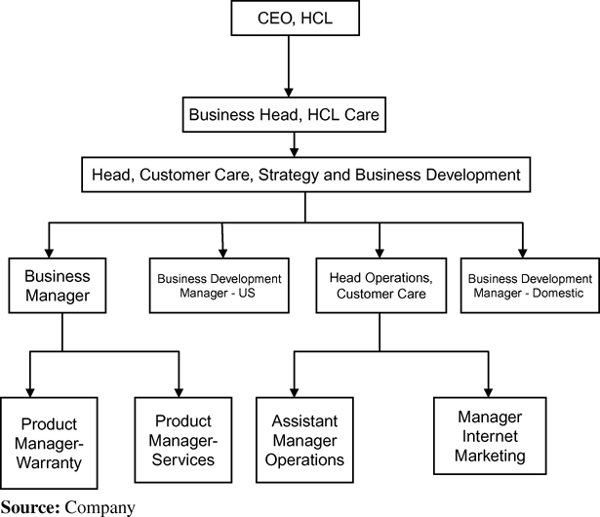 CEO, HCL
Business Head, HCL Care
Head, Customer Care, Strategy and Business Development
Business
Manager
Business Development
Manager - US
Head Operations,
Customer Care
Business Development
Manager - Domestic
Product
Manager-
Warranty
Product
Manager-
Services
Assistant
Manager
Operations
Manager
Internet
Marketing
Source: Company